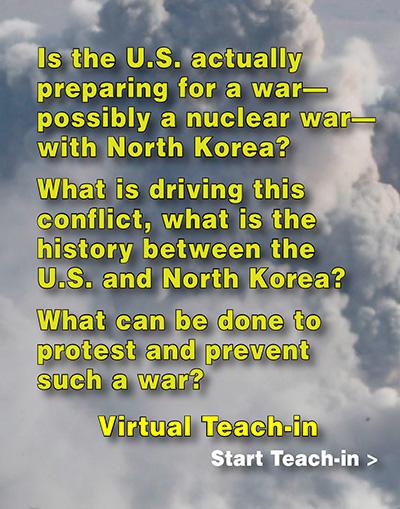 Is the U.S. actually
preparing for a war—
possibly a nuclear war—
with North Korea?
What is driving this
conflict, what is the
history between the
U.S. and North Korea?
What can be done to
protest and prevent
such a war?
Virtual Teach-in
Start Teach-in >